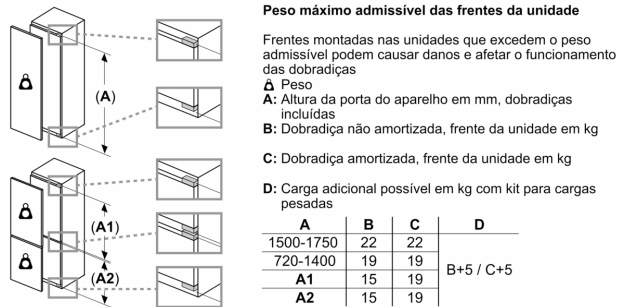 Peso máximo admissível das frentes da unidade
Frentes montadas nas unidades que excedem o peso
admissível podem causar danos e afetar o funcionamento
das dobradiças
Peso
A: Altura da porta do aparelho em mm, dobradiças
incluídas
B: Dobradiça não amortizada, frente da unidade em kg
C: Dobradiça amortizada, frente da unidade em kg
D: Carga adicional possível em kg com kit para cargas
pesadas
A B C D
1500-1750 22 22
720-1400 19 19
B+5 / C+5
A1 15 19
A2 15 19
(A)
(A1)
(A2)